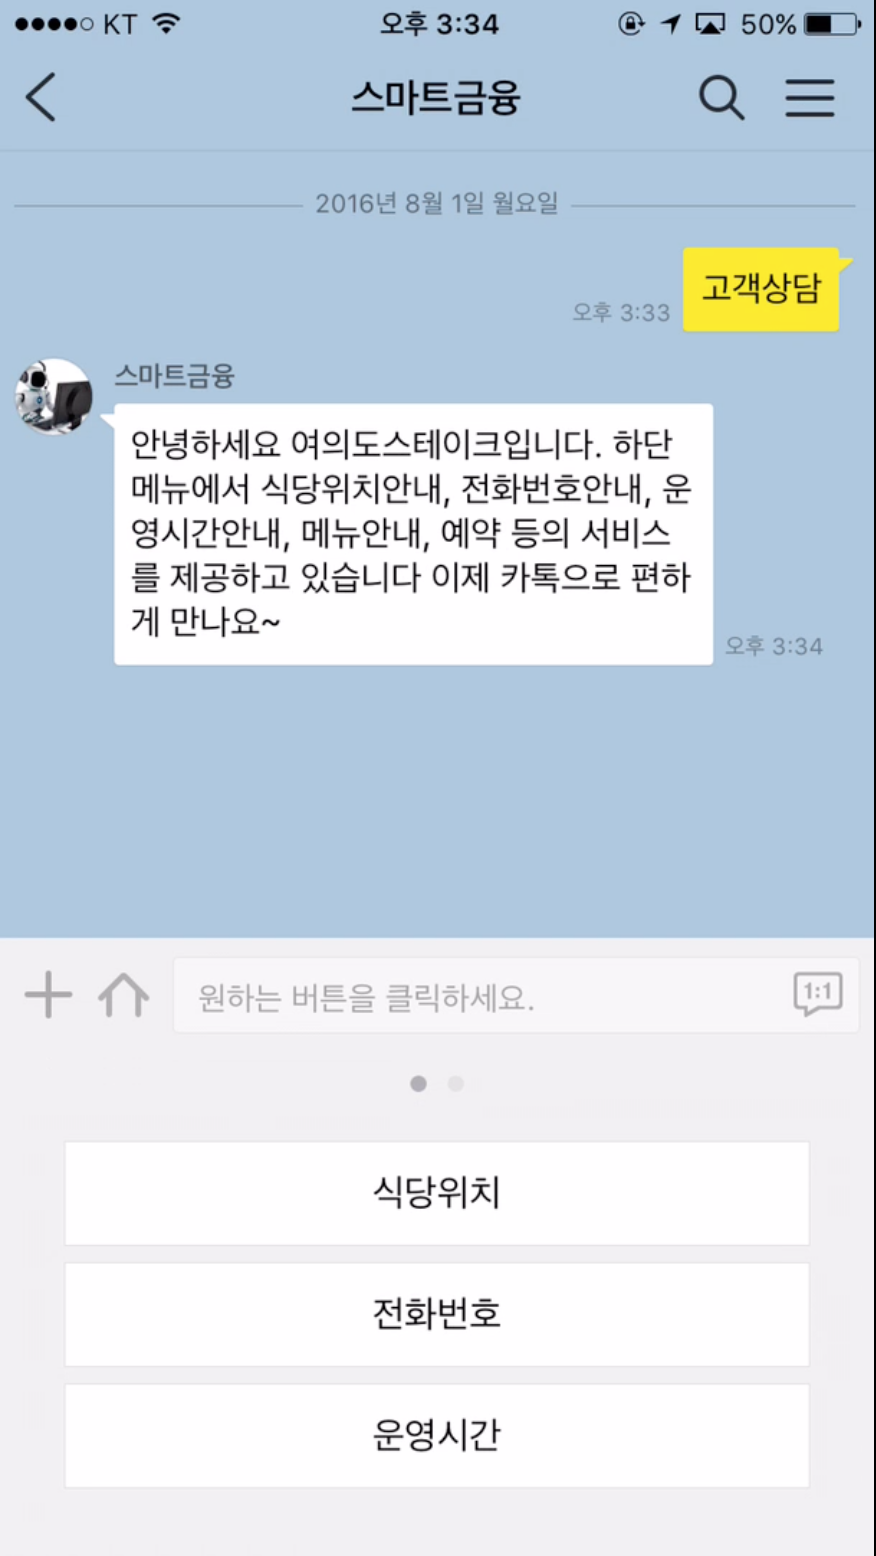 KT 오후 3:34 50%
스마트금융
2016년 8월 1일 월요일
고객상담
오후 3:33
스마트금융
안녕하세요 여의도스테이크입니다. 하단
메뉴에서 식당위치안내, 전화번호안내, 운
영시간안내, 메뉴안내, 예약 등의 서비스
를 제공하고 있습니다 이제 카톡으로 편하
게 만나요~
오후 3:34
원하는 버튼을 클릭하세요. 1:1
식당위치
전화번호
운영시간